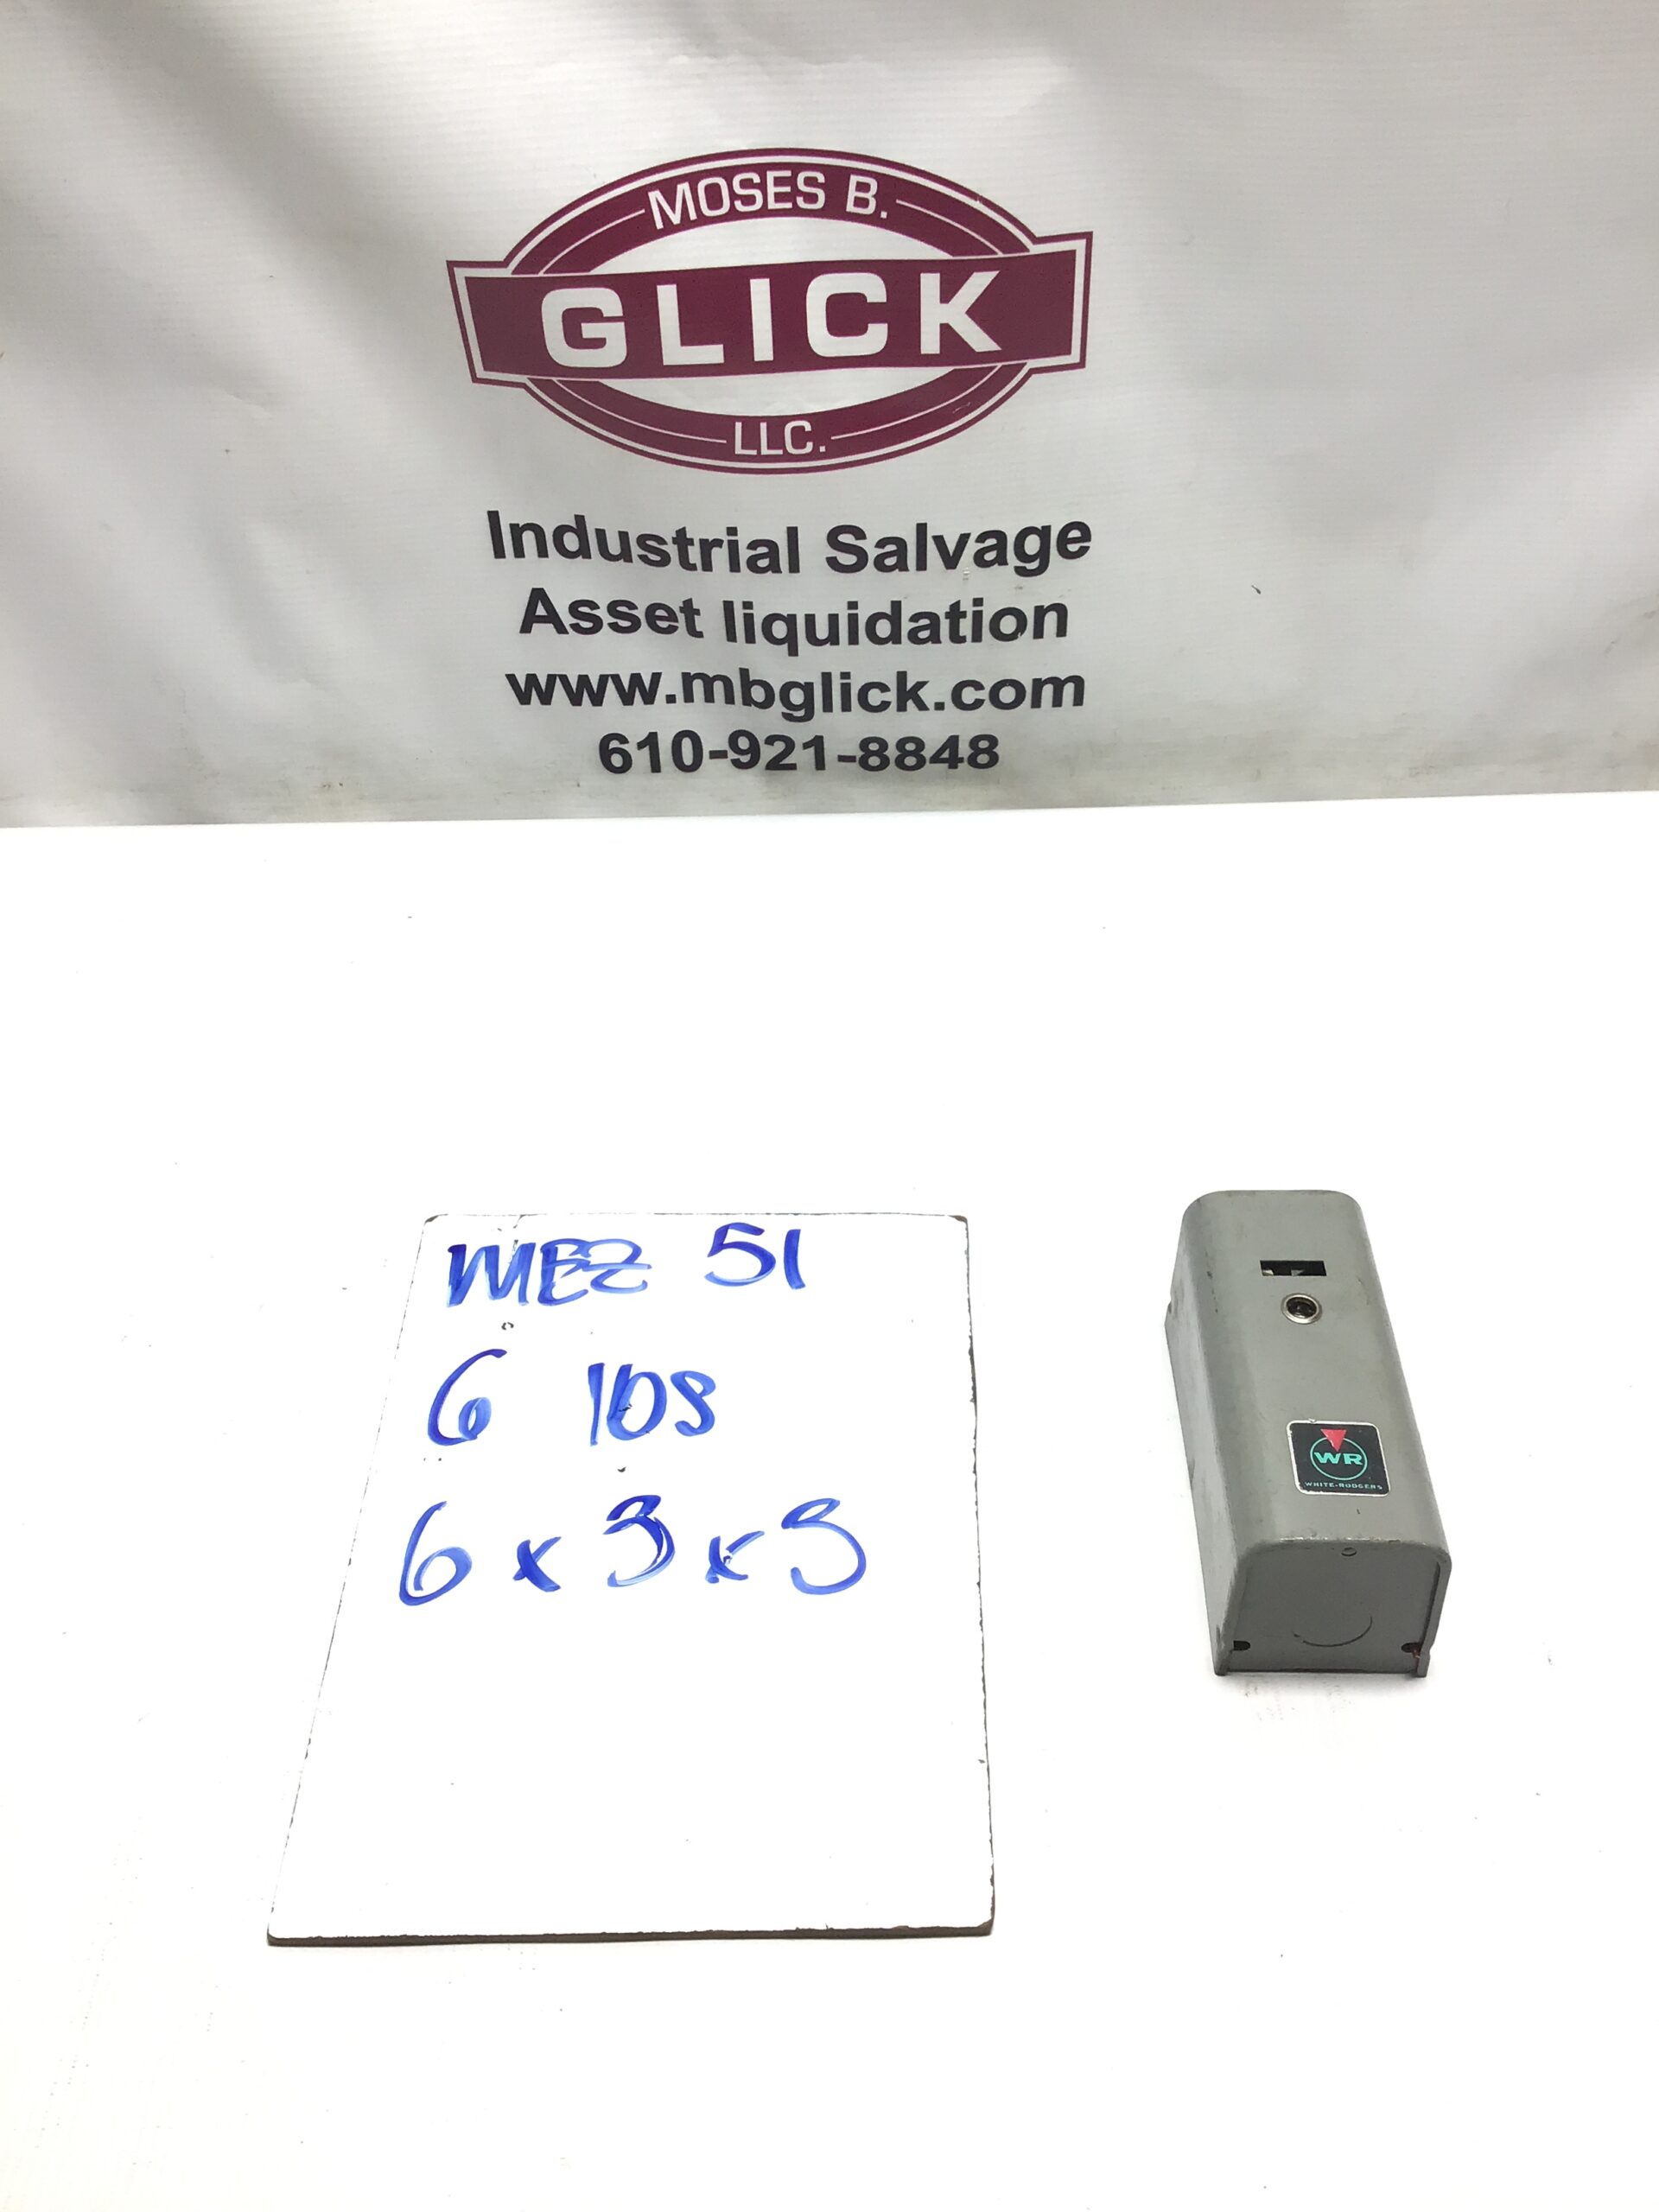 MOSES B.
GLICK
LLC.
Industrial Salvage
Asset liquidation
www.mbglick.com
610-921-8848
MEZ 51
6 lbs
6 x 3 x 3
WR
WHITE-RODGERS